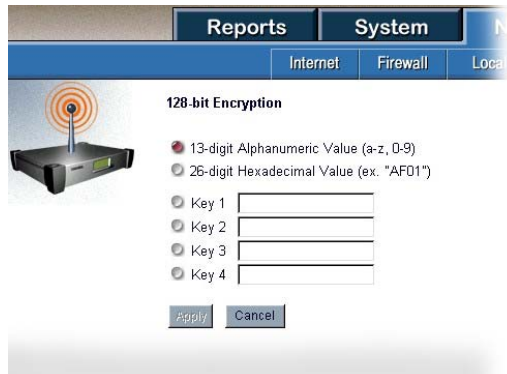 Reports System N
Internet Firewall Loca
128-bit Encryption
13-digit Alphanumeric Value (a-z, 0-9)
26-digit Hexadecimal Value (ex. "AF01")
Key 1
Key 2
Key 3
Key 4
Apply Cancel